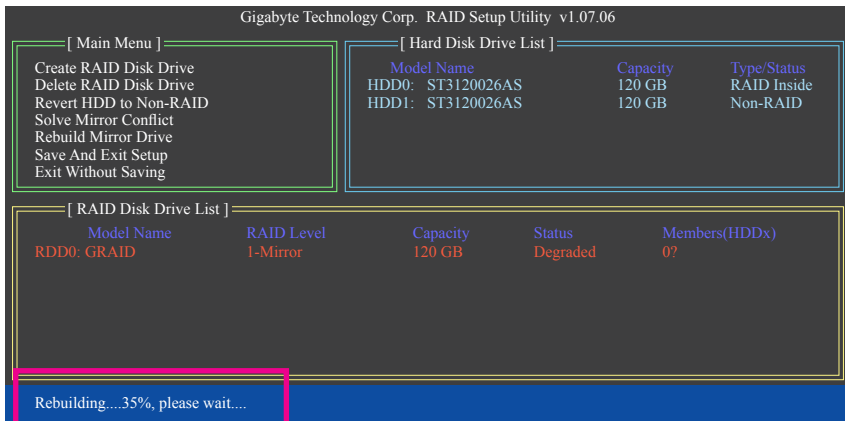 Gigabyte Technology Corp. RAID Setup Utility v1.07.06
[ Main Menu ]
Create RAID Disk Drive
Delete RAID Disk Drive
Revert HDD to Non-RAID
Solve Mirror Conflict
Rebuild Mirror Drive
Save And Exit Setup
Exit Without Saving
[ Hard Disk Drive List ]
Model Name Capacity Type/Status
HDD0: ST3120026AS 120 GB RAID Inside
HDD1: ST3120026AS 120 GB Non-RAID
[ RAID Disk Drive List ]
Model Name RAID Level Capacity Status Members(HDDx)
RDD0: GRAID 1-Mirror 120 GB Degraded 0?
Rebuilding....35%, please wait....